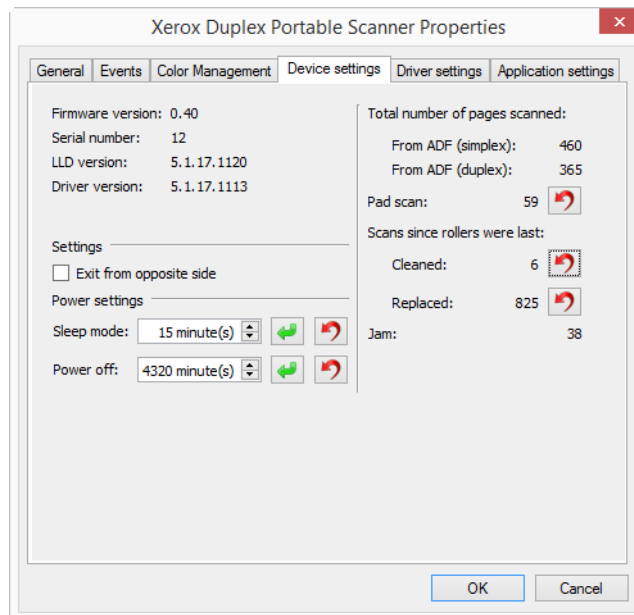 Xerox Duplex Portable Scanner Properties
General Events Color Management Device settings Driver settings Application settings
Firmware version: 0.40
Serial number: 12
LLD version: 5.1.17.1120
Driver version: 5.1.17.1113
Settings
Exit from opposite side
Power settings
Sleep mode: 15 minute(s)
Power off: 4320 minute(s)
Total number of pages scanned:
From ADF (simplex): 460
From ADF (duplex): 365
Pad scan: 59
Scans since rollers were last:
Cleaned: 6
Replaced: 825
Jam: 38
OK Cancel